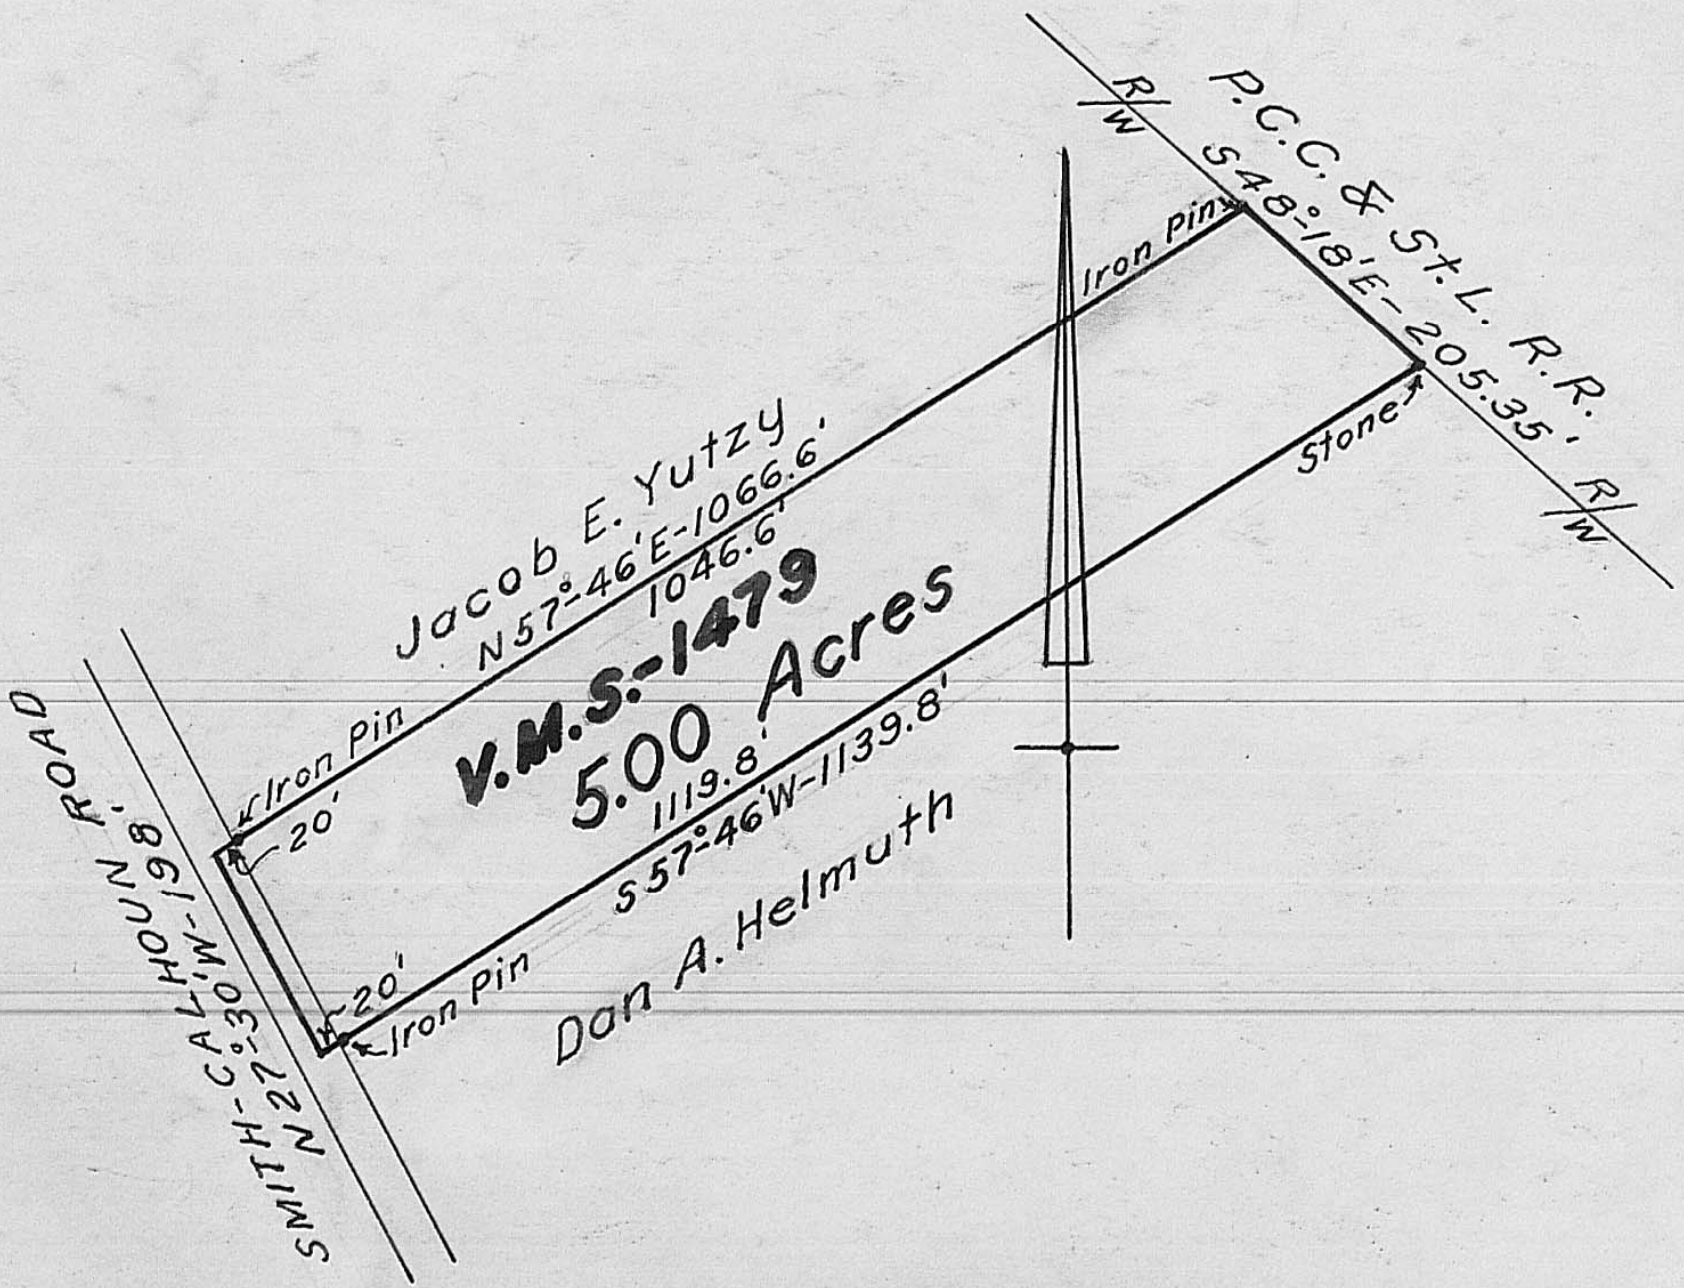 R/W
P.C.C. & St. L. R.R.
S 48°-18'E-205.35'
R/W
Iron Pin
Stone
Jacob E. Yutzy
N 57°-46'E-1066.6'
1046.6'
V.M.S.-1479
5.00 Acres
1119.8'
S 57°-46'W-1139.8'
Dan A. Helmuth
Iron Pin
20'
20'
Iron Pin
SMITH-CALHOUN ROAD
N 27°-30'W-198'